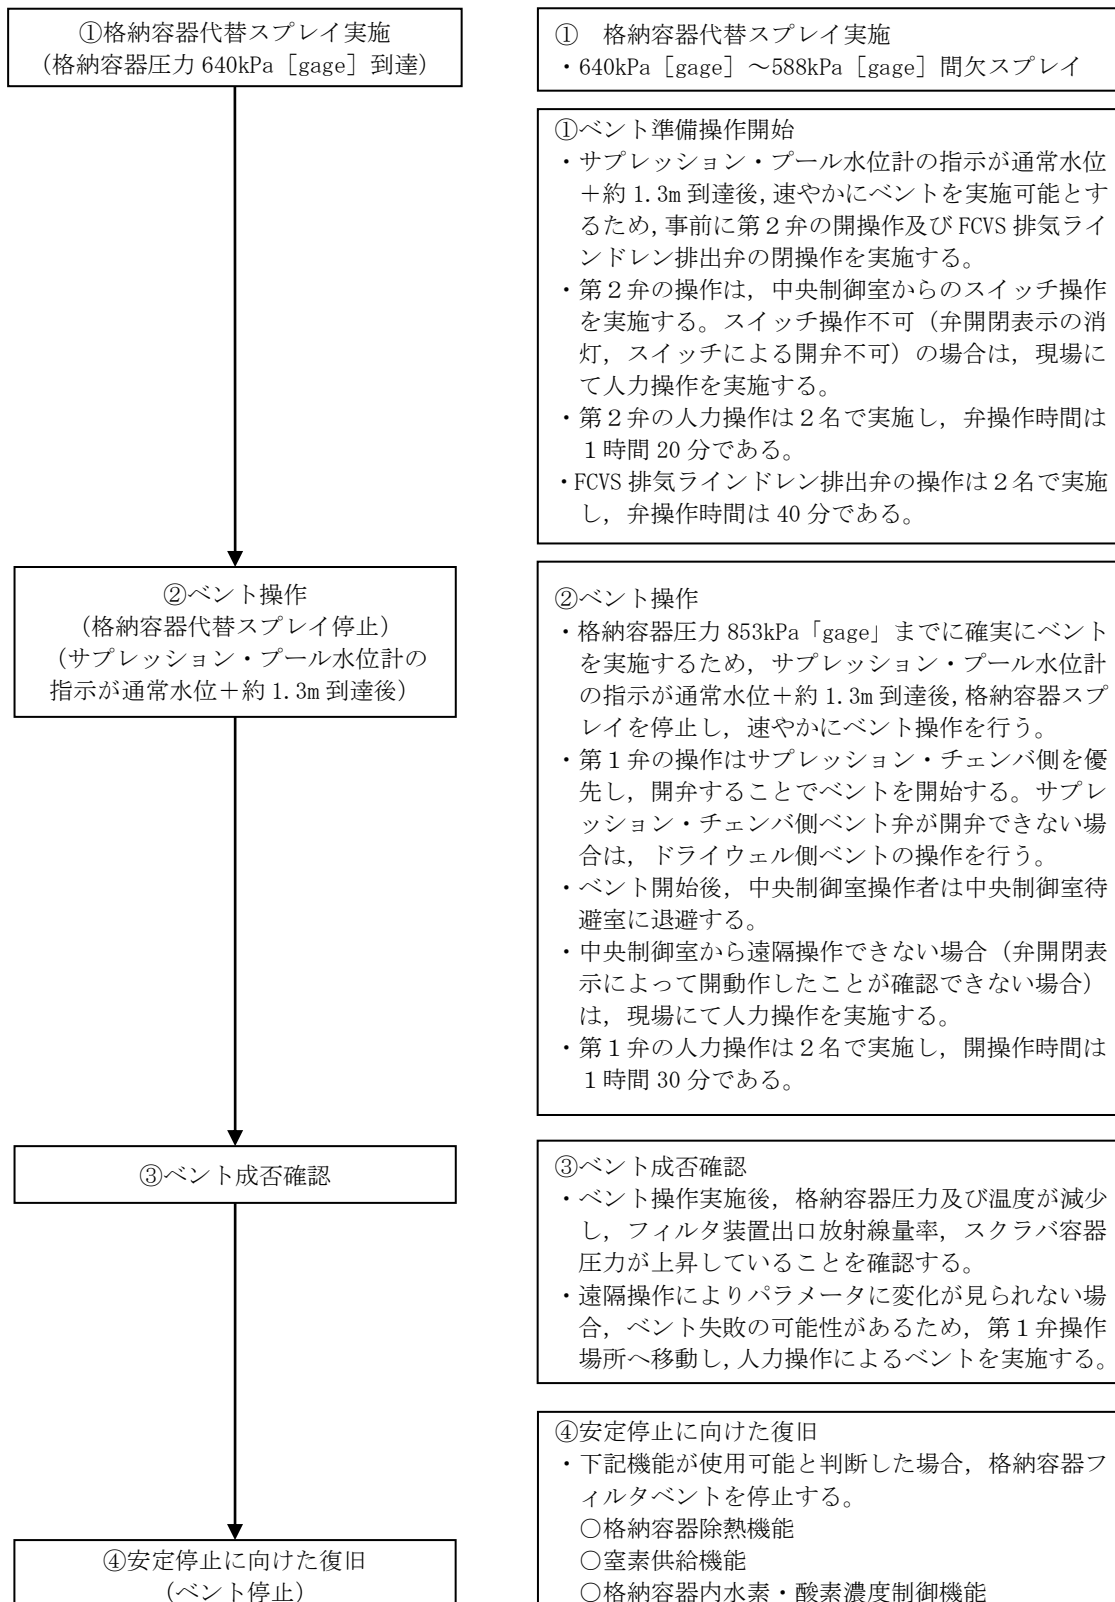 ①格納容器代替スプレイ実施
(格納容器圧力 640kPa［gage］到達)
①　格納容器代替スプレイ実施
・640kPa［gage］～588kPa［gage］間欠スプレイ
①ベント準備操作開始
・サプレッション・プール水位計の指示が通常水位
＋約 1.3m 到達後,速やかにベントを実施可能とす
るため,事前に第２弁の開操作及び FCVS 排気ライ
ンドレン排出弁の閉操作を実施する。
・第２弁の操作は，中央制御室からのスイッチ操作
を実施する。スイッチ操作不可（弁開閉表示の消
灯，スイッチによる開弁不可）の場合は，現場に
て人力操作を実施する。
・第２弁の人力操作は２名で実施し，弁操作時間は
１時間 20 分である。
・FCVS 排気ラインドレン排出弁の操作は２名で実施
し，弁操作時間は 40 分である。
②ベント操作
（格納容器代替スプレイ停止）
（サプレッション・プール水位計の
指示が通常水位＋約 1.3m 到達後）
②ベント操作
・格納容器圧力 853kPa「gage」までに確実にベント
を実施するため，サプレッション・プール水位計
の指示が通常水位＋約 1.3m 到達後,格納容器スプ
レイを停止し，速やかにベント操作を行う。
・第１弁の操作はサプレッション・チェンバ側を優
先し，開弁することでベントを開始する。サプレ
ッション・チェンバ側ベント弁が開弁できない場
合は，ドライウェル側ベントの操作を行う。
・ベント開始後，中央制御室操作者は中央制御室待
避室に退避する。
・中央制御室から遠隔操作できない場合（弁開閉表
示によって開動作したことが確認できない場合）
は，現場にて人力操作を実施する。
・第１弁の人力操作は２名で実施し，開操作時間は
１時間 30 分である。
③ベント成否確認
③ベント成否確認
・ベント操作実施後，格納容器圧力及び温度が減少
し，フィルタ装置出口放射線量率，スクラバ容器
圧力が上昇していることを確認する。
・遠隔操作によりパラメータに変化が見られない場
合，ベント失敗の可能性があるため，第１弁操作
場所へ移動し,人力操作によるベントを実施する。
④安定停止に向けた復旧
（ベント停止）
④安定停止に向けた復旧
・下記機能が使用可能と判断した場合，格納容器フ
ィルタベントを停止する。
○格納容器除熱機能
○窒素供給機能
○格納容器内水素・酸素濃度制御機能